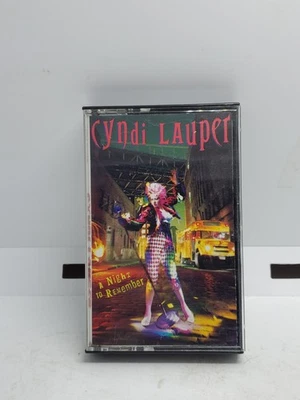 cyndi Lauper
A Night
to Remember